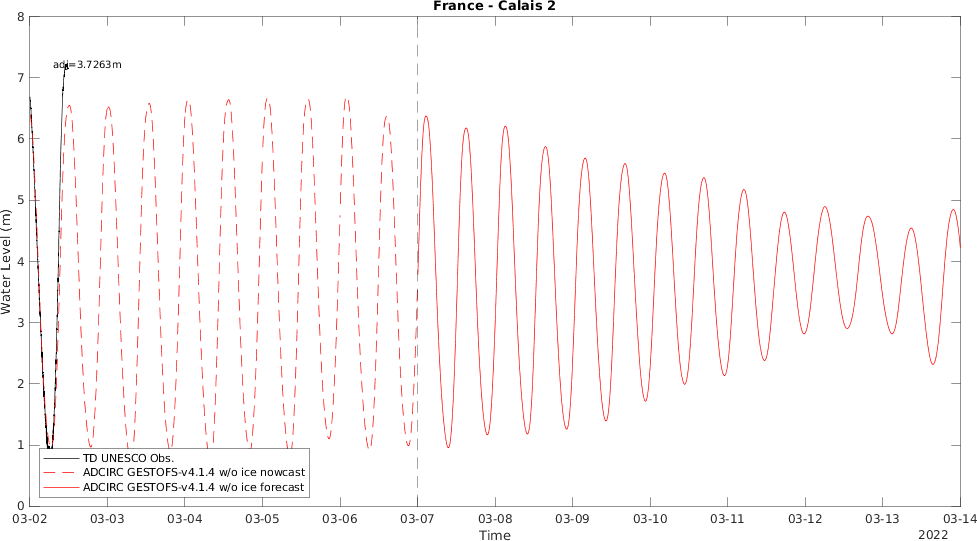 France - Calais 2
8
7
6
5
4
3
2
1
0
Water Level (m)
adj=3.7263m
TD UNESCO Obs.
ADCIRC GESTOFS-v4.1.4 w/o ice nowcast
ADCIRC GESTOFS-v4.1.4 w/o ice forecast
03-02 03-03 03-04 03-05 03-06 03-07 03-08 03-09 03-10 03-11 03-12 03-13 03-14
Time
2022